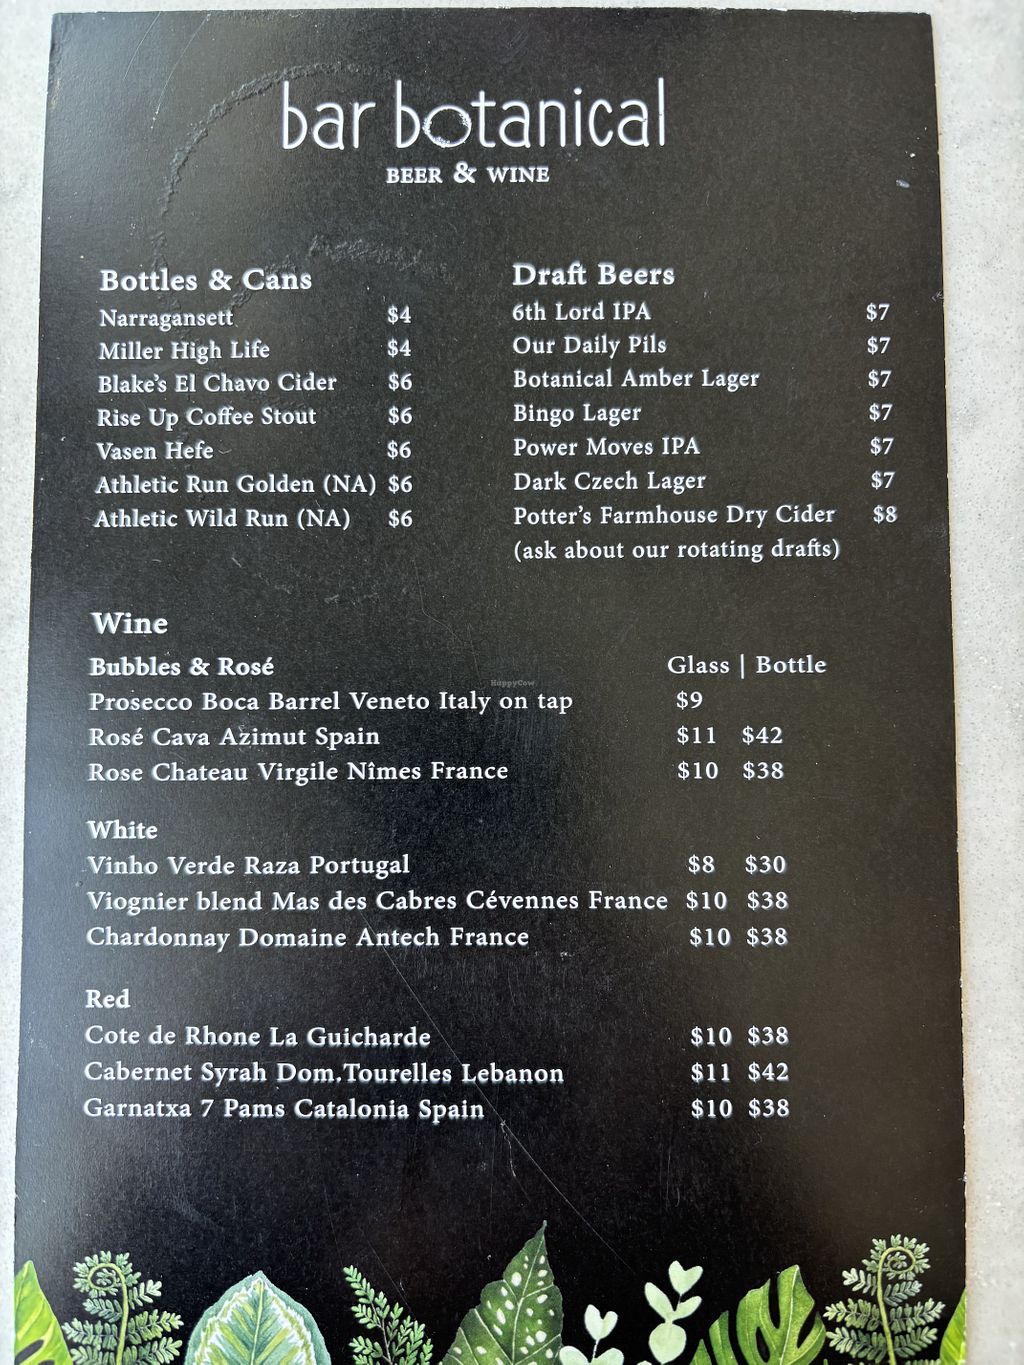 bar botanical
BEER & WINE
Bottles & Cans
Narragansett $4
Miller High Life $4
Blake's El Chavo Cider $6
Rise Up Coffee Stout $6
Vasen Hefe $6
Athletic Run Golden (NA) $6
Athletic Wild Run (NA) $6
Draft Beers
6th Lord IPA $7
Our Daily Pils $7
Botanical Amber Lager $7
Bingo Lager $7
Power Moves IPA $7
Dark Czech Lager $7
Potter's Farmhouse Dry Cider $8
(ask about our rotating drafts)
Wine
Bubbles & Rosé Glass | Bottle
HappyCow
Prosecco Boca Barrel Veneto Italy on tap $9
Rosé Cava Azimut Spain $11 $42
Rose Chateau Virgile Nîmes France $10 $38
White
Vinho Verde Raza Portugal $8 $30
Viognier blend Mas des Cabres Cévennes France $10 $38
Chardonnay Domaine Antech France $10 $38
Red
Cote de Rhone La Guicharde $10 $38
Cabernet Syrah Dom.Tourelles Lebanon $11 $42
Garnatxa 7 Pams Catalonia Spain $10 $38